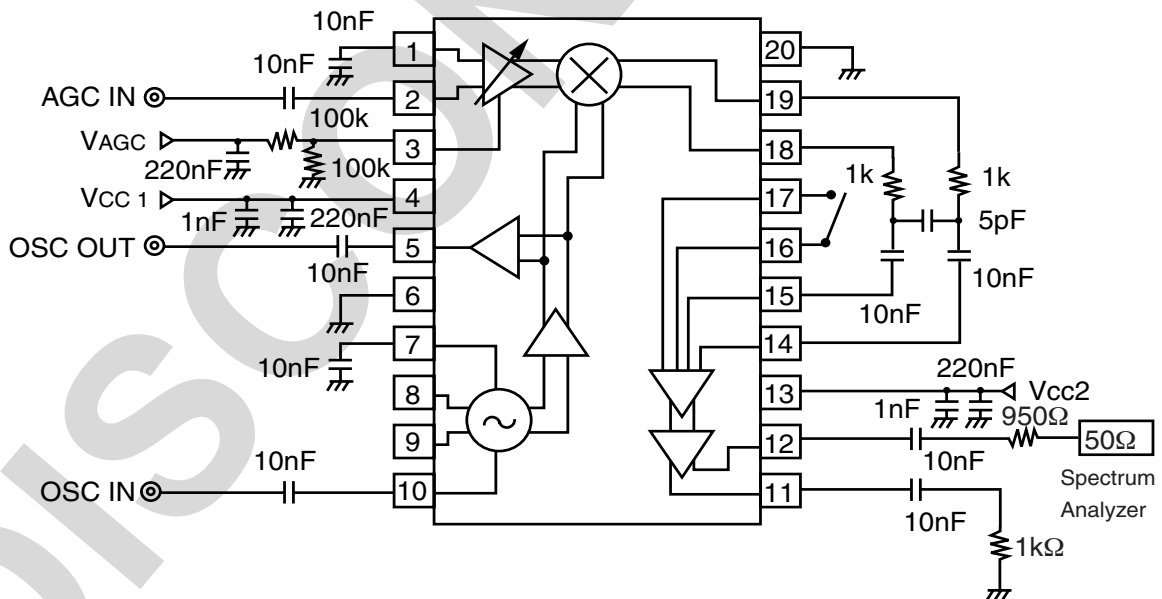 10nF
1
20
10nF
AGC IN
2
19
100k
VAGC
3
18
220nF
100k
1k
1k
VCC 1
4
17
1nF
220nF
5pF
OSC OUT
5
16
10nF
10nF
6
15
10nF
7
14
10nF
220nF
8
13
Vcc2
1nF
950Ω
9
12
50Ω
10nF
10nF
Spectrum
Analyzer
OSC IN
10
11
10nF
1kΩ
DISCON